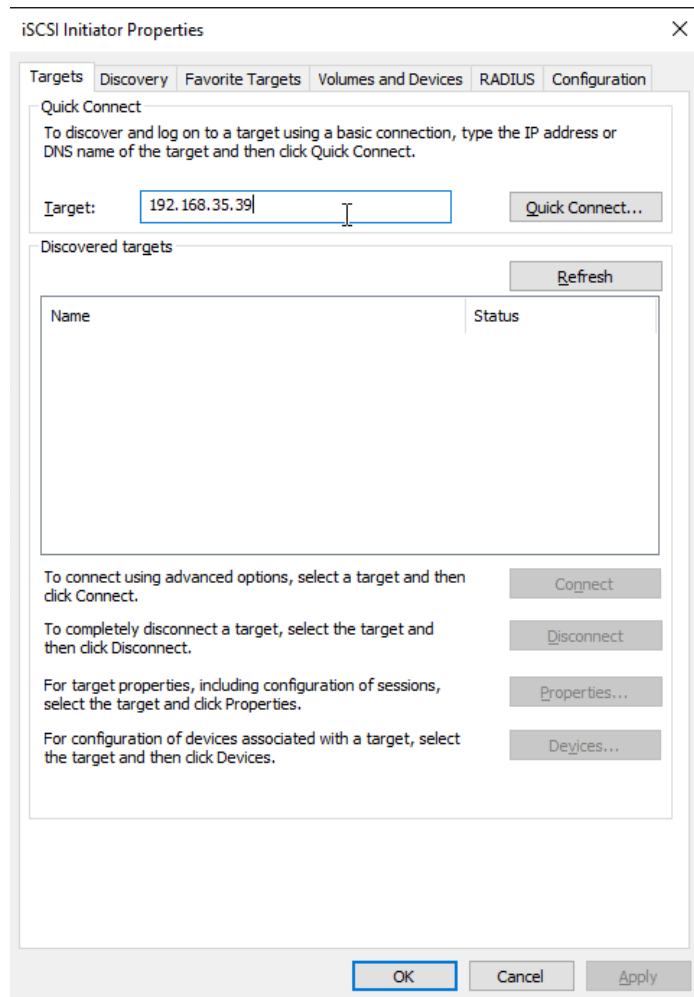 iSCSI Initiator Properties
Targets Discovery Favorite Targets Volumes and Devices RADIUS Configuration
Quick Connect
To discover and log on to a target using a basic connection, type the IP address or
DNS name of the target and then click Quick Connect.
Target: 192.168.35.39 Quick Connect...
Discovered targets
Refresh
Name Status
To connect using advanced options, select a target and then
click Connect.
Connect
To completely disconnect a target, select the target and
then click Disconnect.
Disconnect
For target properties, including configuration of sessions,
select the target and click Properties.
Properties...
For configuration of devices associated with a target, select
the target and then click Devices.
Devices...
OK Cancel Apply